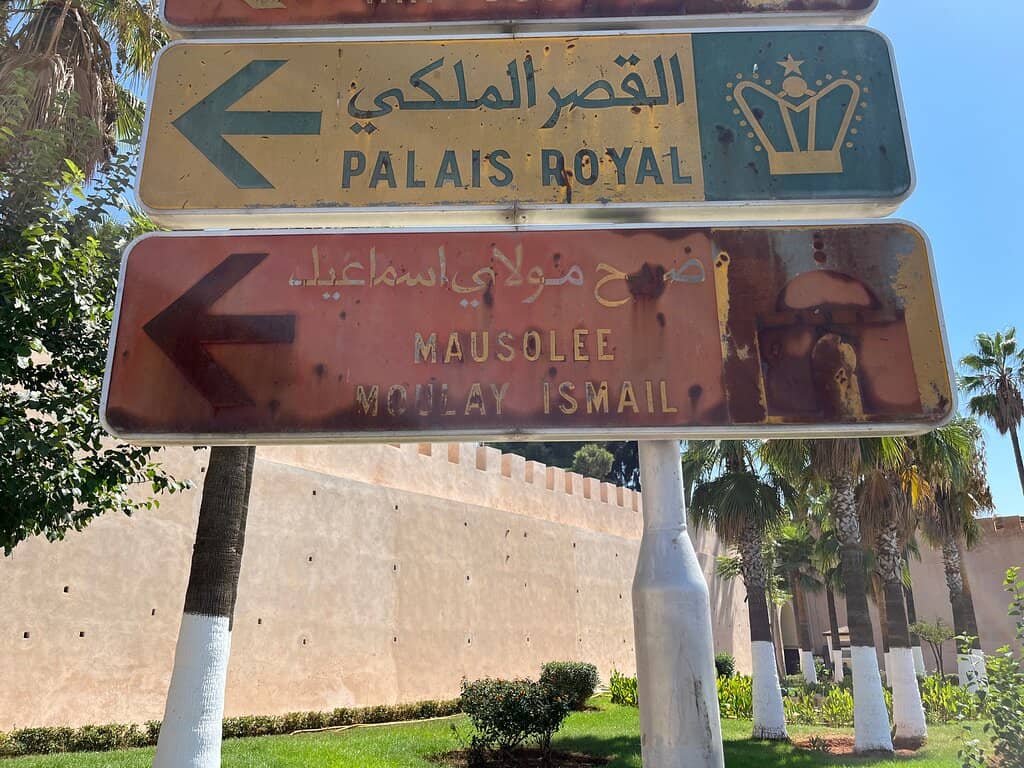 القصر الملكي
PALAIS ROYAL
ضريح مولاي اسماعيل
MAUSOLEE
MOULAY ISMAIL